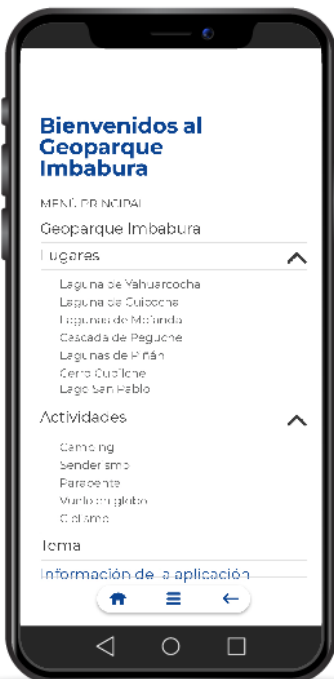 Bienvenidos al
Geoparque
Imbabura
MENÚ PRINCIPAL
Geoparque Imbabura
Lugares
Laguna de Yahuarcocha
Laguna de Cuicocha
Lagunas de Mojanda
Cascada de Peguche
Lagunas de Piñán
Cerro Cubilche
Lago San Pablo
Actividades
Camping
Senderismo
Parapente
Vuelo en globo
Ciclismo
Tema
Información de la aplicación